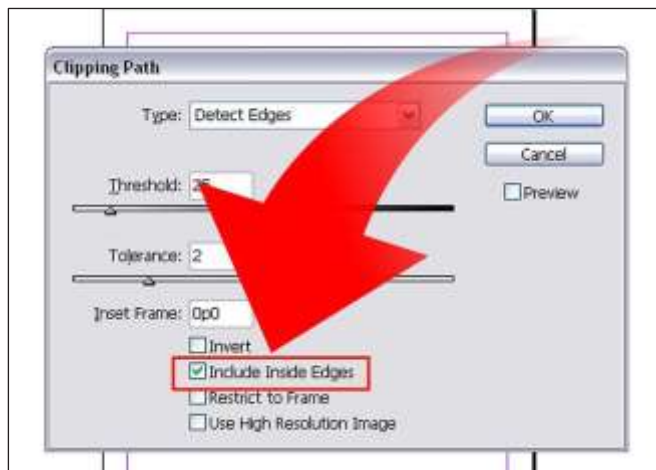 Clipping Path
Type: Detect Edges
OK
Cancel
Threshold: 25
Preview
Tolerance: 2
Inset Frame: 0p0
Invert
Include Inside Edges
Restrict to Frame
Use High Resolution Image